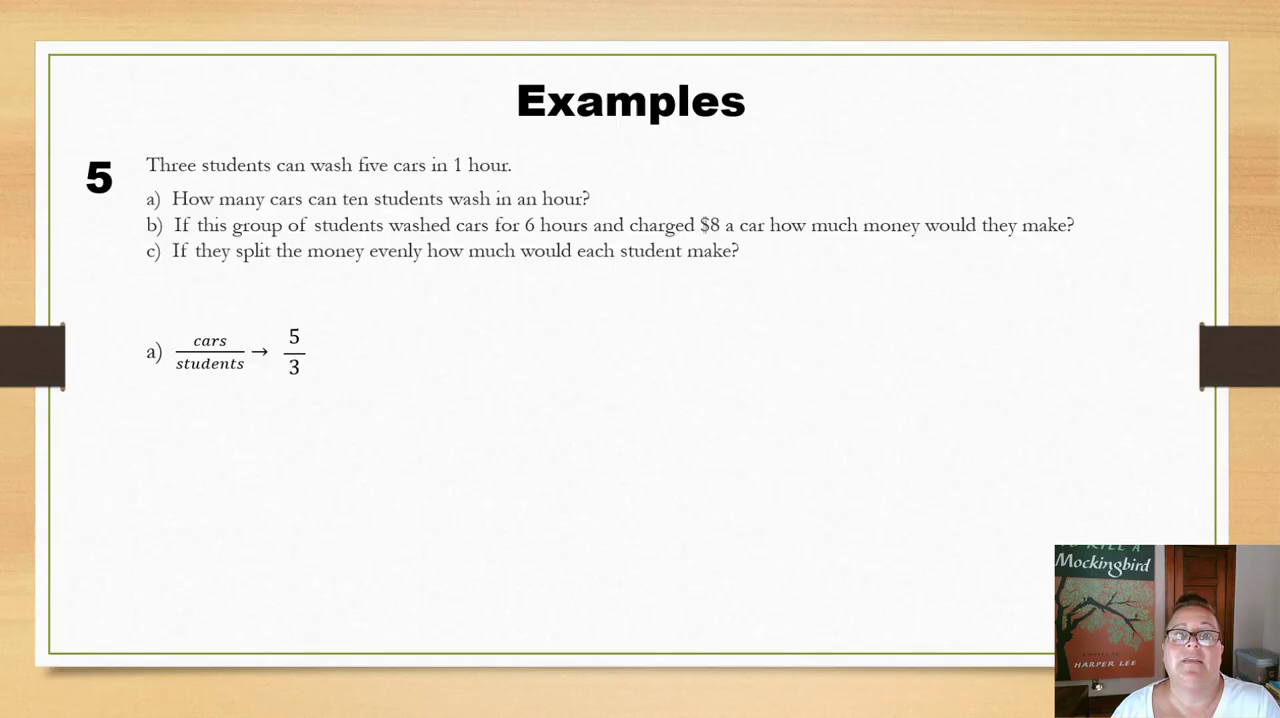 Examples
5
Three students can wash five cars in 1 hour.
a) How many cars can ten students wash in an hour?
b) If this group of students washed cars for 6 hours and charged $8 a car how much money would they make?
c) If they split the money evenly how much would each student make?
a) cars/students → 5/3
Mockingbird
HARPER LEE